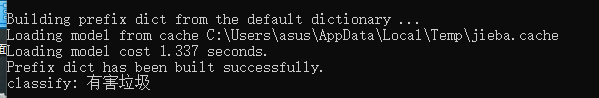 Building prefix dict from the default dictionary ...
Loading model from cache C:\Users\asus\AppData\Local\Temp\jieba.cache
Loading model cost 1.337 seconds.
Prefix dict has been built successfully.
classify: 有害垃圾